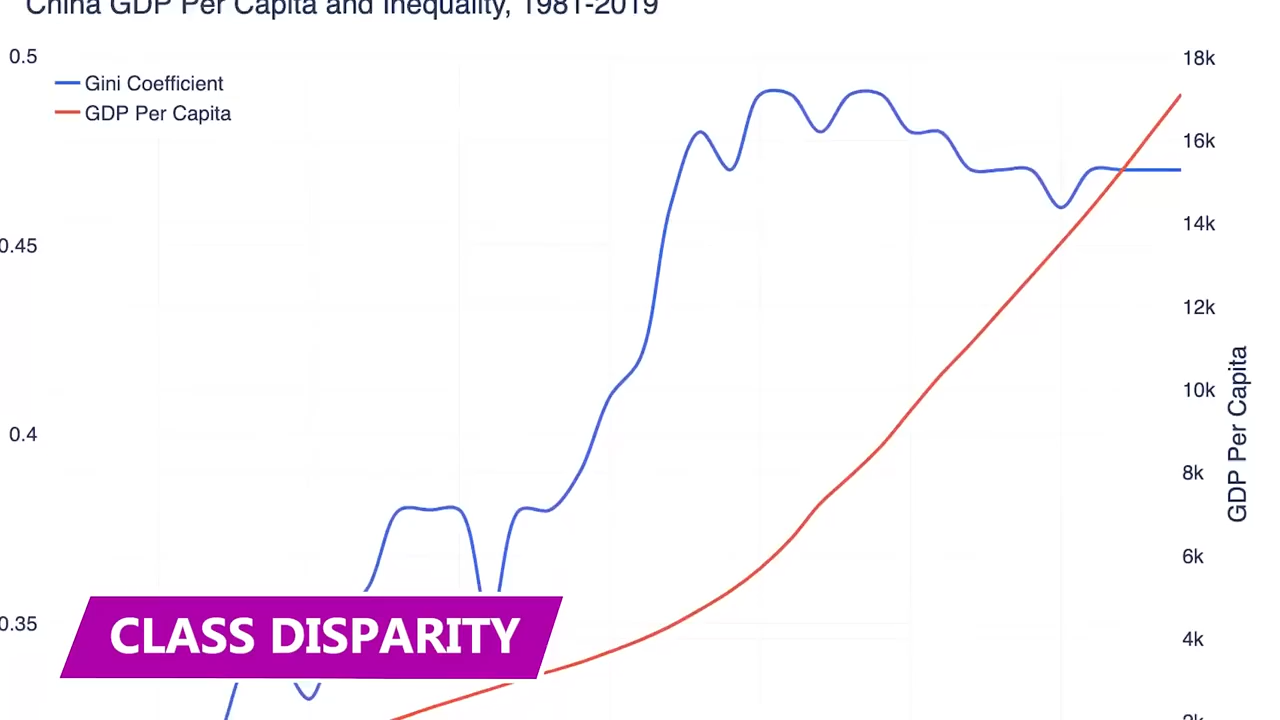 China GDP Per Capita and Inequality, 1981-2019
0.5
18k
Gini Coefficient
GDP Per Capita
16k
14k
0.45
12k
10k
GDP Per Capita
0.4
8k
6k
0.35
CLASS DISPARITY
4k
2k